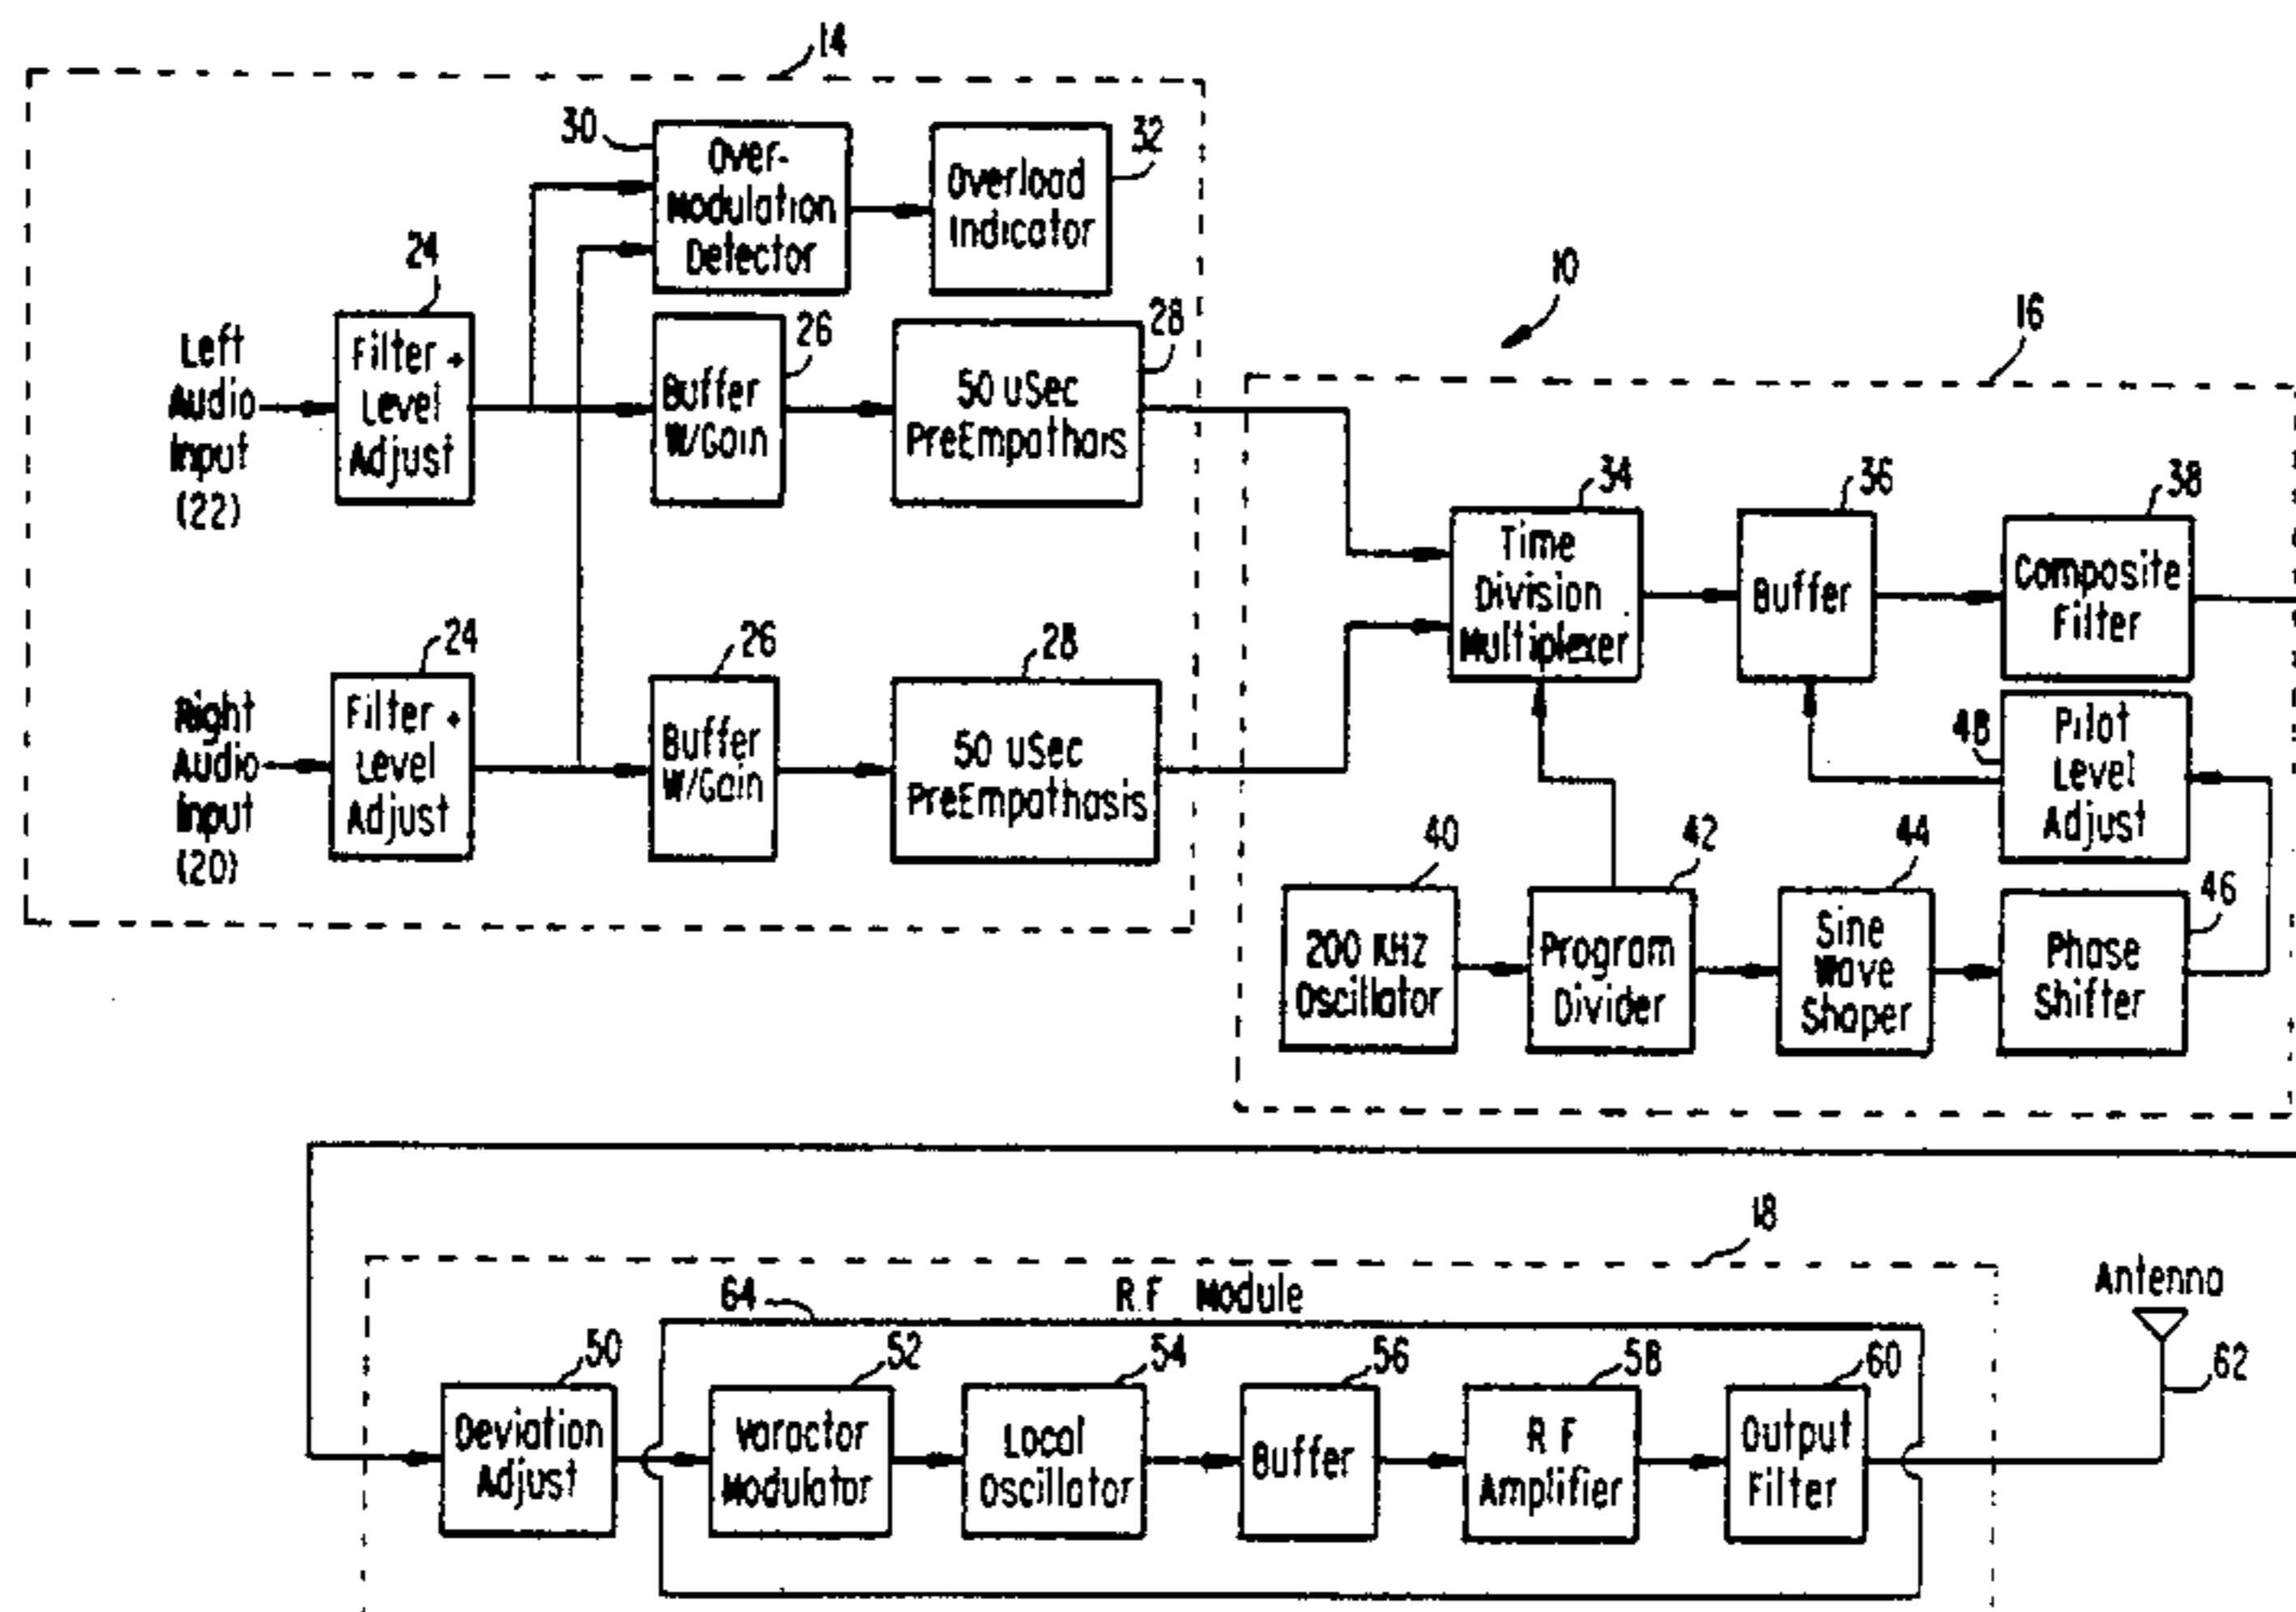 14
30
Over-
Modulation
Detector
Overload
Indicator
32
24
Left
Audio
Input
(22)
Filter +
Level
Adjust
Buffer
W/Gain
26
50 uSec
PreEmpathars
28
10
16
24
Right
Audio
Input
(20)
Filter +
Level
Adjust
26
Buffer
W/Gain
28
50 uSec
PreEmpathasis
34
Time
Division
Multiplexer
36
Buffer
38
Composite
Filter
48
Pilot
Level
Adjust
40
200 KHZ
Oscillator
42
Program
Divider
44
Sine
Wave
Shaper
46
Phase
Shifter
18
64
R.F Module
Antenna
62
50
Deviation
Adjust
52
Varactor
Modulator
54
Local
Oscillator
56
Buffer
58
R F
Amplifier
60
Output
Filter